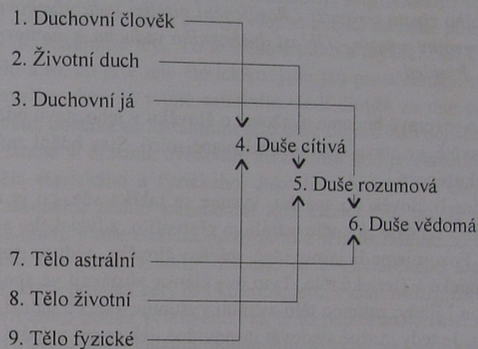 1. Duchovní člověk
2. Životní duch
3. Duchovní já
4. Duše cítivá
5. Duše rozumová
6. Duše vědomá
7. Tělo astrální
8. Tělo životní
9. Tělo fyzické